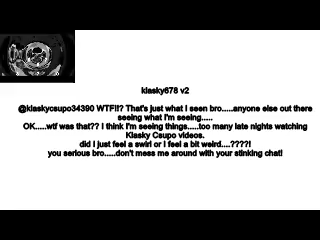 klasky678 v2
@klaskycsupo34390 WTF!!? That's just what I seen bro.....anyone else out there
seeing what I'm seeing.....
OK.....wtf was that?? I think I'm seeing things.....too many late nights watching
Klasky Csupo videos.
did I just feel a swirl or I feel a bit weird....????!
you serious bro.....don't mess me around with your stinking chat!